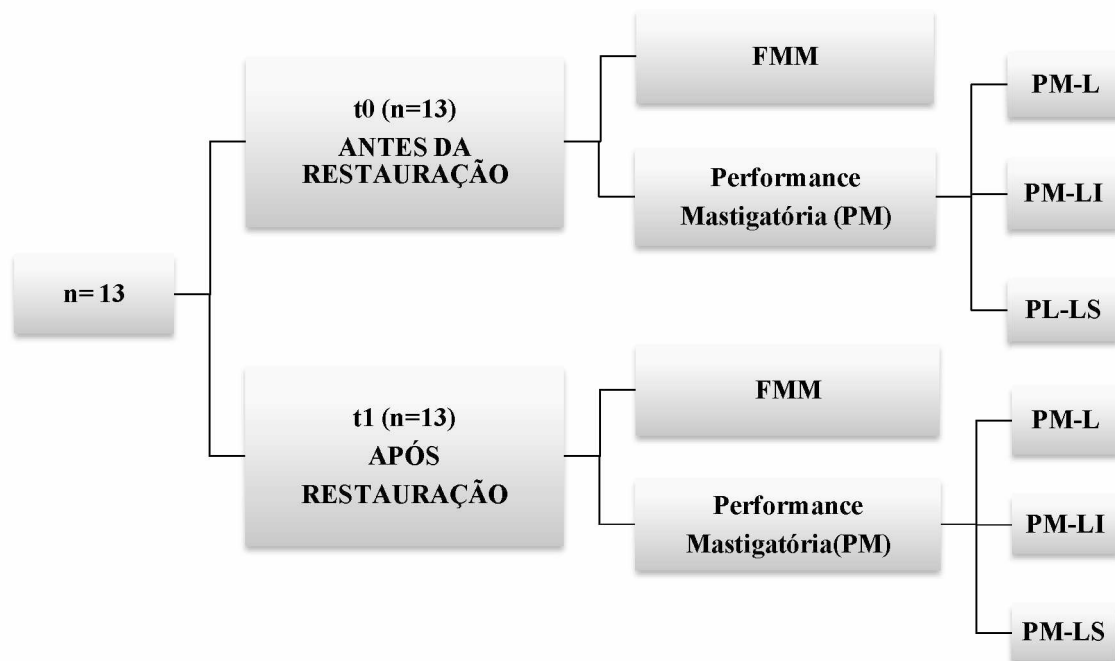 n= 13
t0 (n=13)
ANTES DA
RESTAURAÇÃO
FMM
Performance
Mastigatória (PM)
PM-L
PM-LI
PL-LS
t1 (n=13)
APÓS
RESTAURAÇÃO
FMM
Performance
Mastigatória(PM)
PM-L
PM-LI
PM-LS